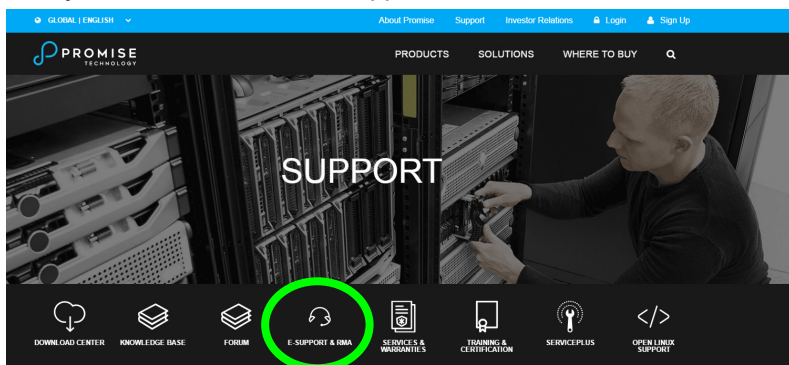 GLOBAL | ENGLISH
About Promise Support Investor Relations Login Sign Up
PROMISE
TECHNOLOGY
PRODUCTS SOLUTIONS WHERE TO BUY
SUPPORT
DOWNLOAD CENTER
KNOWLEDGE BASE
FORUM
E-SUPPORT & RMA
SERVICES &
WARRANTIES
TRAINING &
CERTIFICATION
SERVICEPLUS
OPEN LINUX
SUPPORT